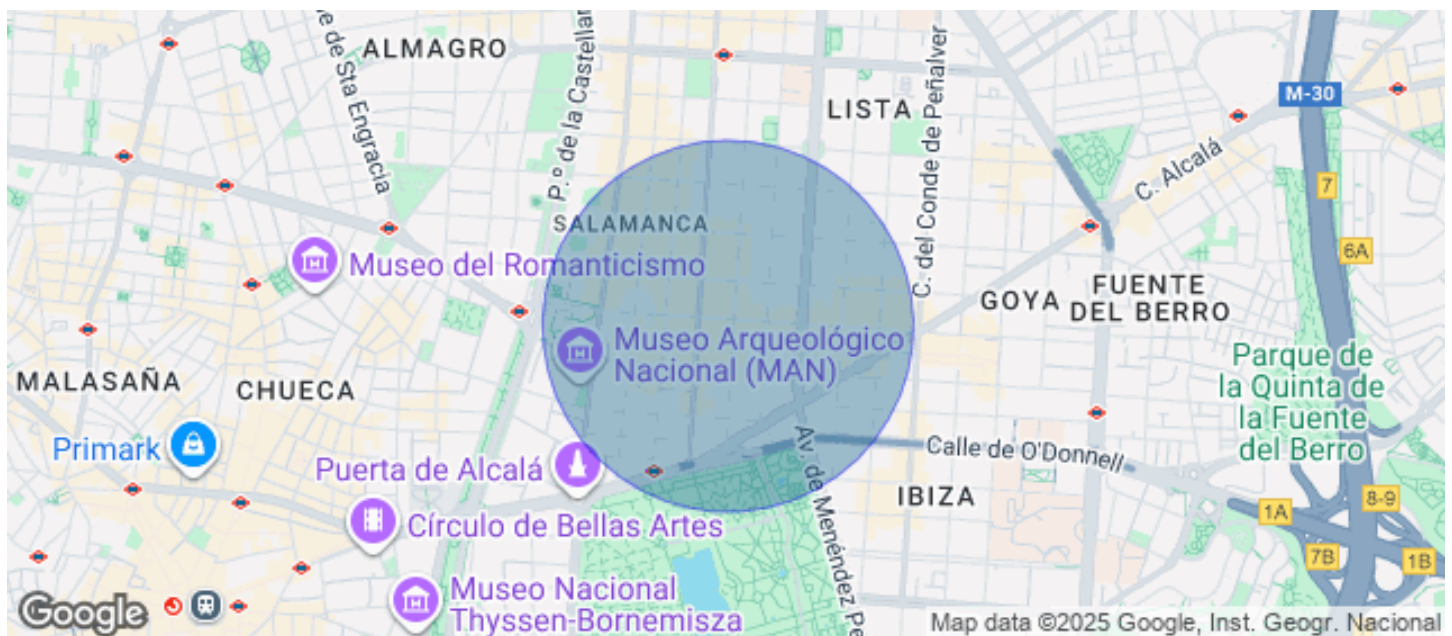 ALMAGRO
e de Sta Engracia
P.º de la Castellan
LISTA
C. del Conde de Peñalver
M-30
C. Alcalá
7
6A
SALAMANCA
Museo del Romanticismo
GOYA
FUENTE
DEL BERRO
Museo Arqueológico
Nacional (MAN)
MALASAÑA
CHUECA
Parque de
la Quinta de
la Fuente
del Berro
Primark
Puerta de Alcalá
Av. de Menéndez Pe
Calle de O'Donnell
IBIZA
8-9
1A
7B
1B
Círculo de Bellas Artes
Museo Nacional
Thyssen-Bornemisza
Google
Map data ©2025 Google, Inst. Geogr. Nacional